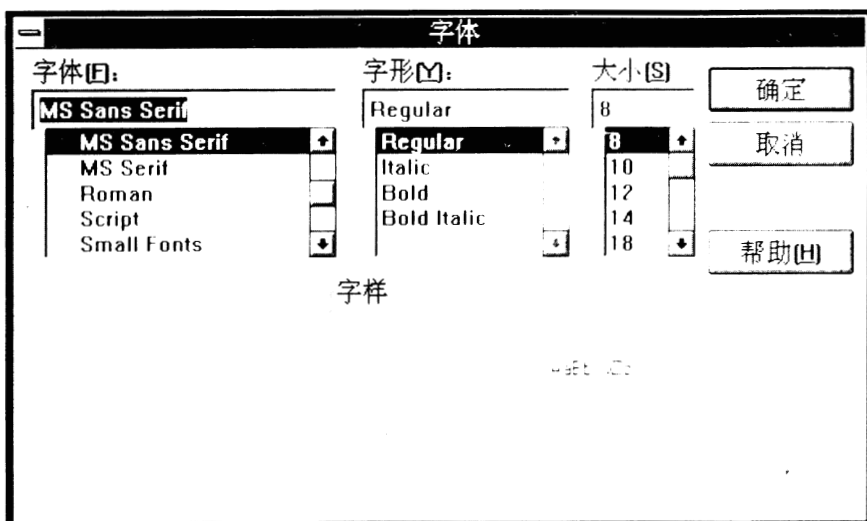 字体
字体(F):
字形(Y):
大小(S)
MS Sans Serif
Regular
8
确定
MS Sans Serif
MS Serif
Roman
Script
Small Fonts
Regular
Italic
Bold
Bold Italic
8
10
12
14
18
取消
帮助(H)
字样